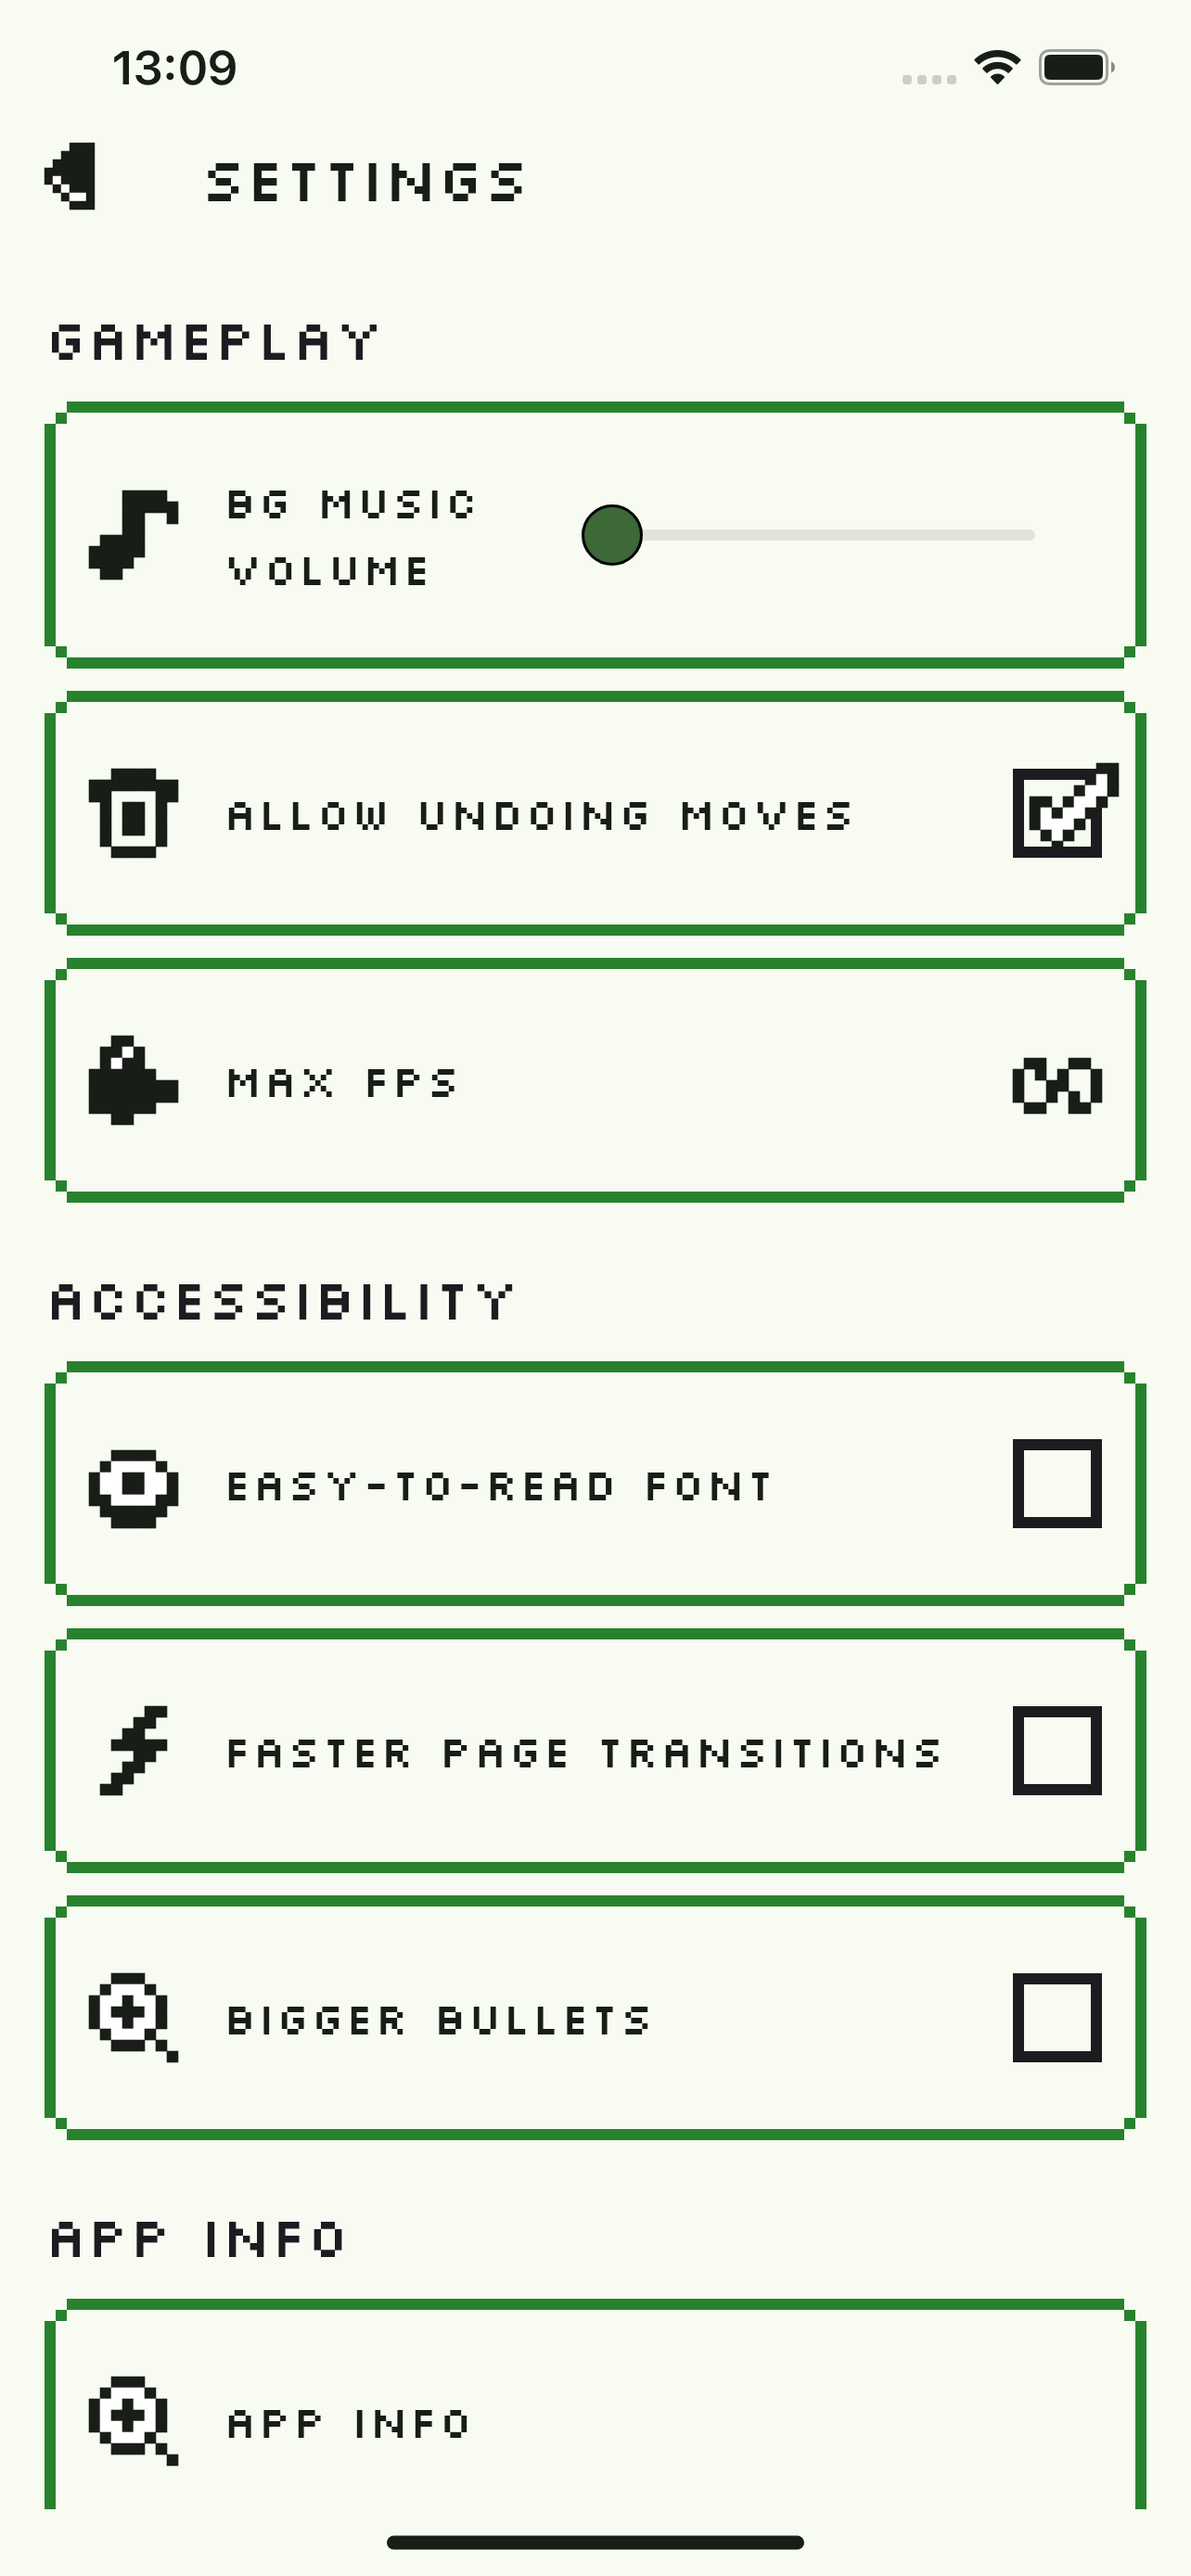 13:09
SETTINGS
GAMEPLAY
BG MUSIC
VOLUME
ALLOW UNDOING MOVES
MAX FPS
∞
ACCESSIBILITY
EASY-TO-READ FONT
FASTER PAGE TRANSITIONS
BIGGER BULLETS
APP INFO
APP INFO